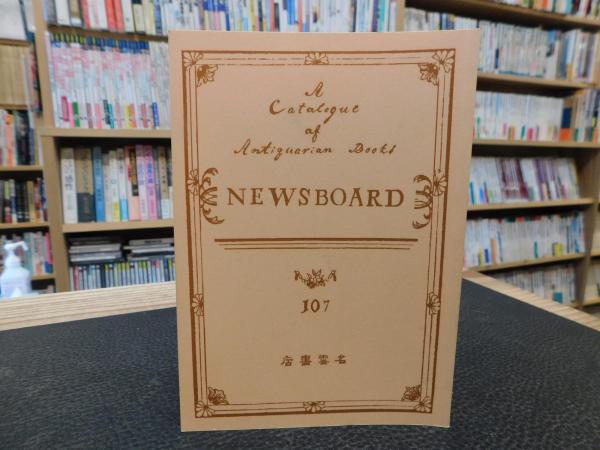 A
Catalogue
of
Antiquarian Books
NEWSBOARD
107
店書雲名